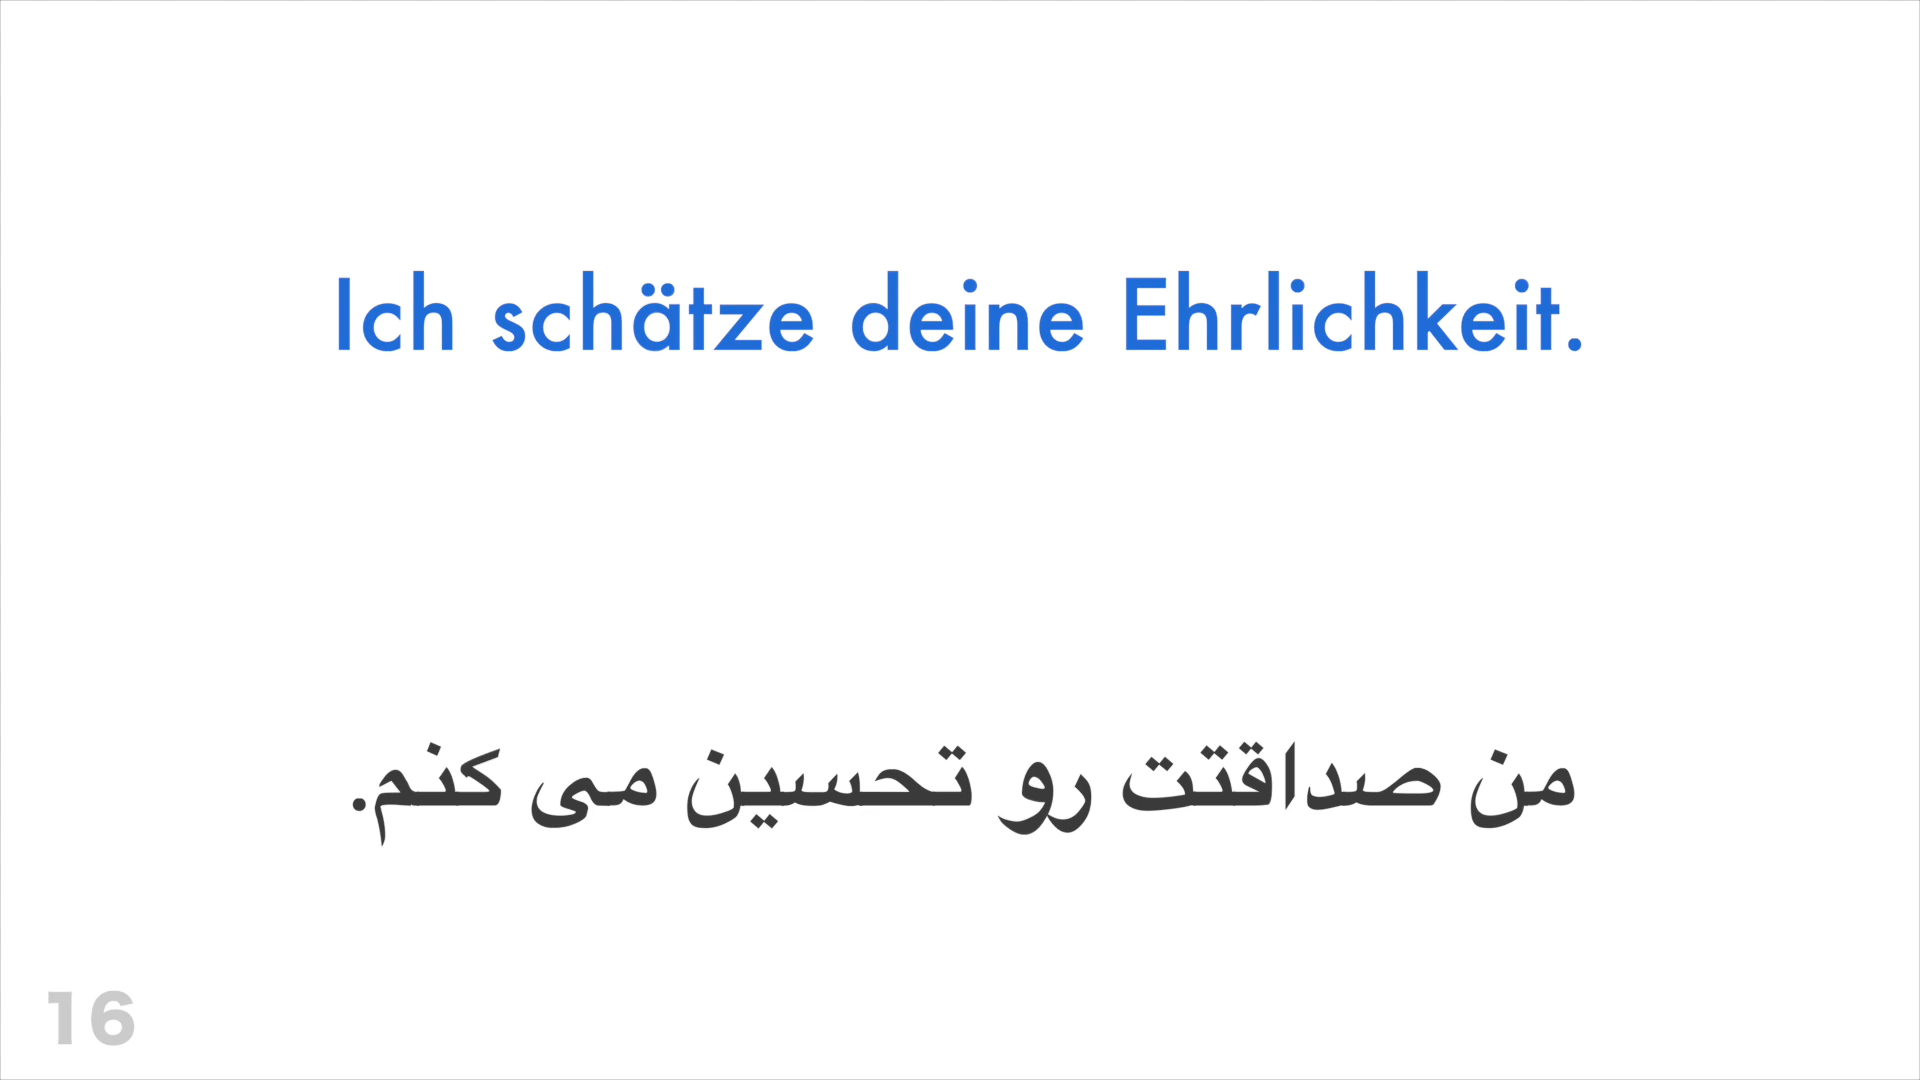 Ich schätze deine Ehrlichkeit.
من صداقتت رو تحسین می کنم.
16